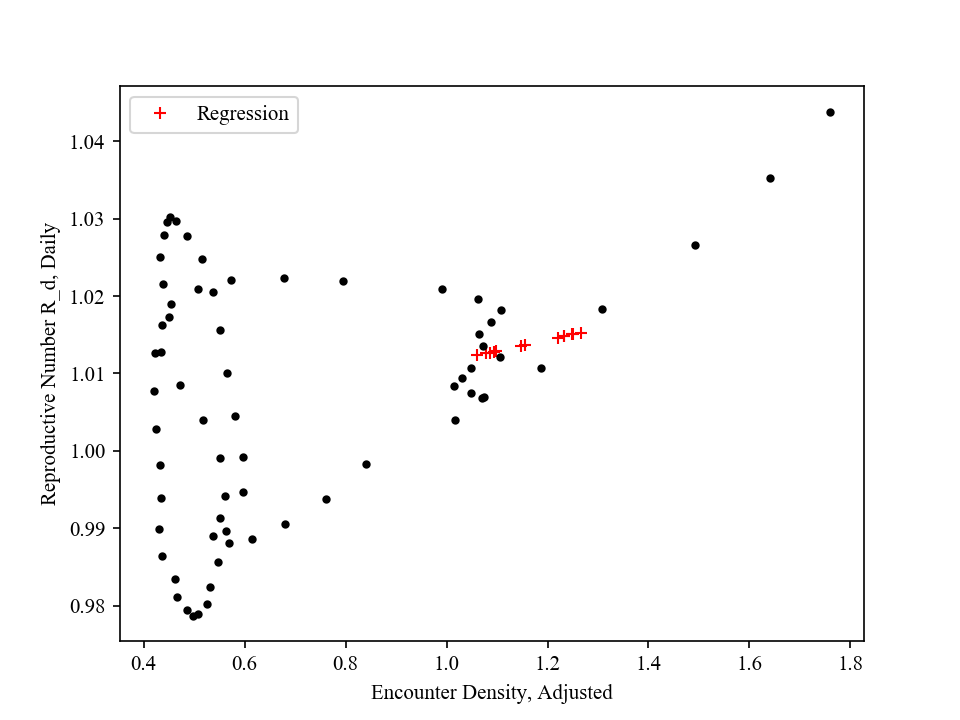 Regression
1.04
1.03
1.02
1.01
1.00
0.99
0.98
Reproductive Number R_d, Daily
0.4 0.6 0.8 1.0 1.2 1.4 1.6 1.8
Encounter Density, Adjusted